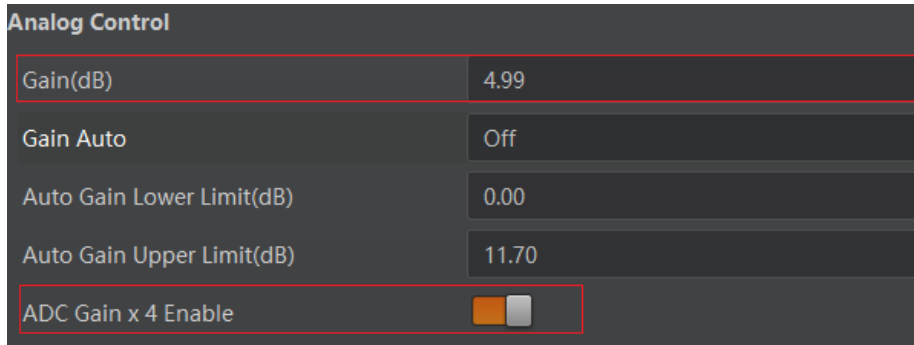 Analog Control
Gain(dB) 4.99
Gain Auto Off
Auto Gain Lower Limit(dB) 0.00
Auto Gain Upper Limit(dB) 11.70
ADC Gain x 4 Enable